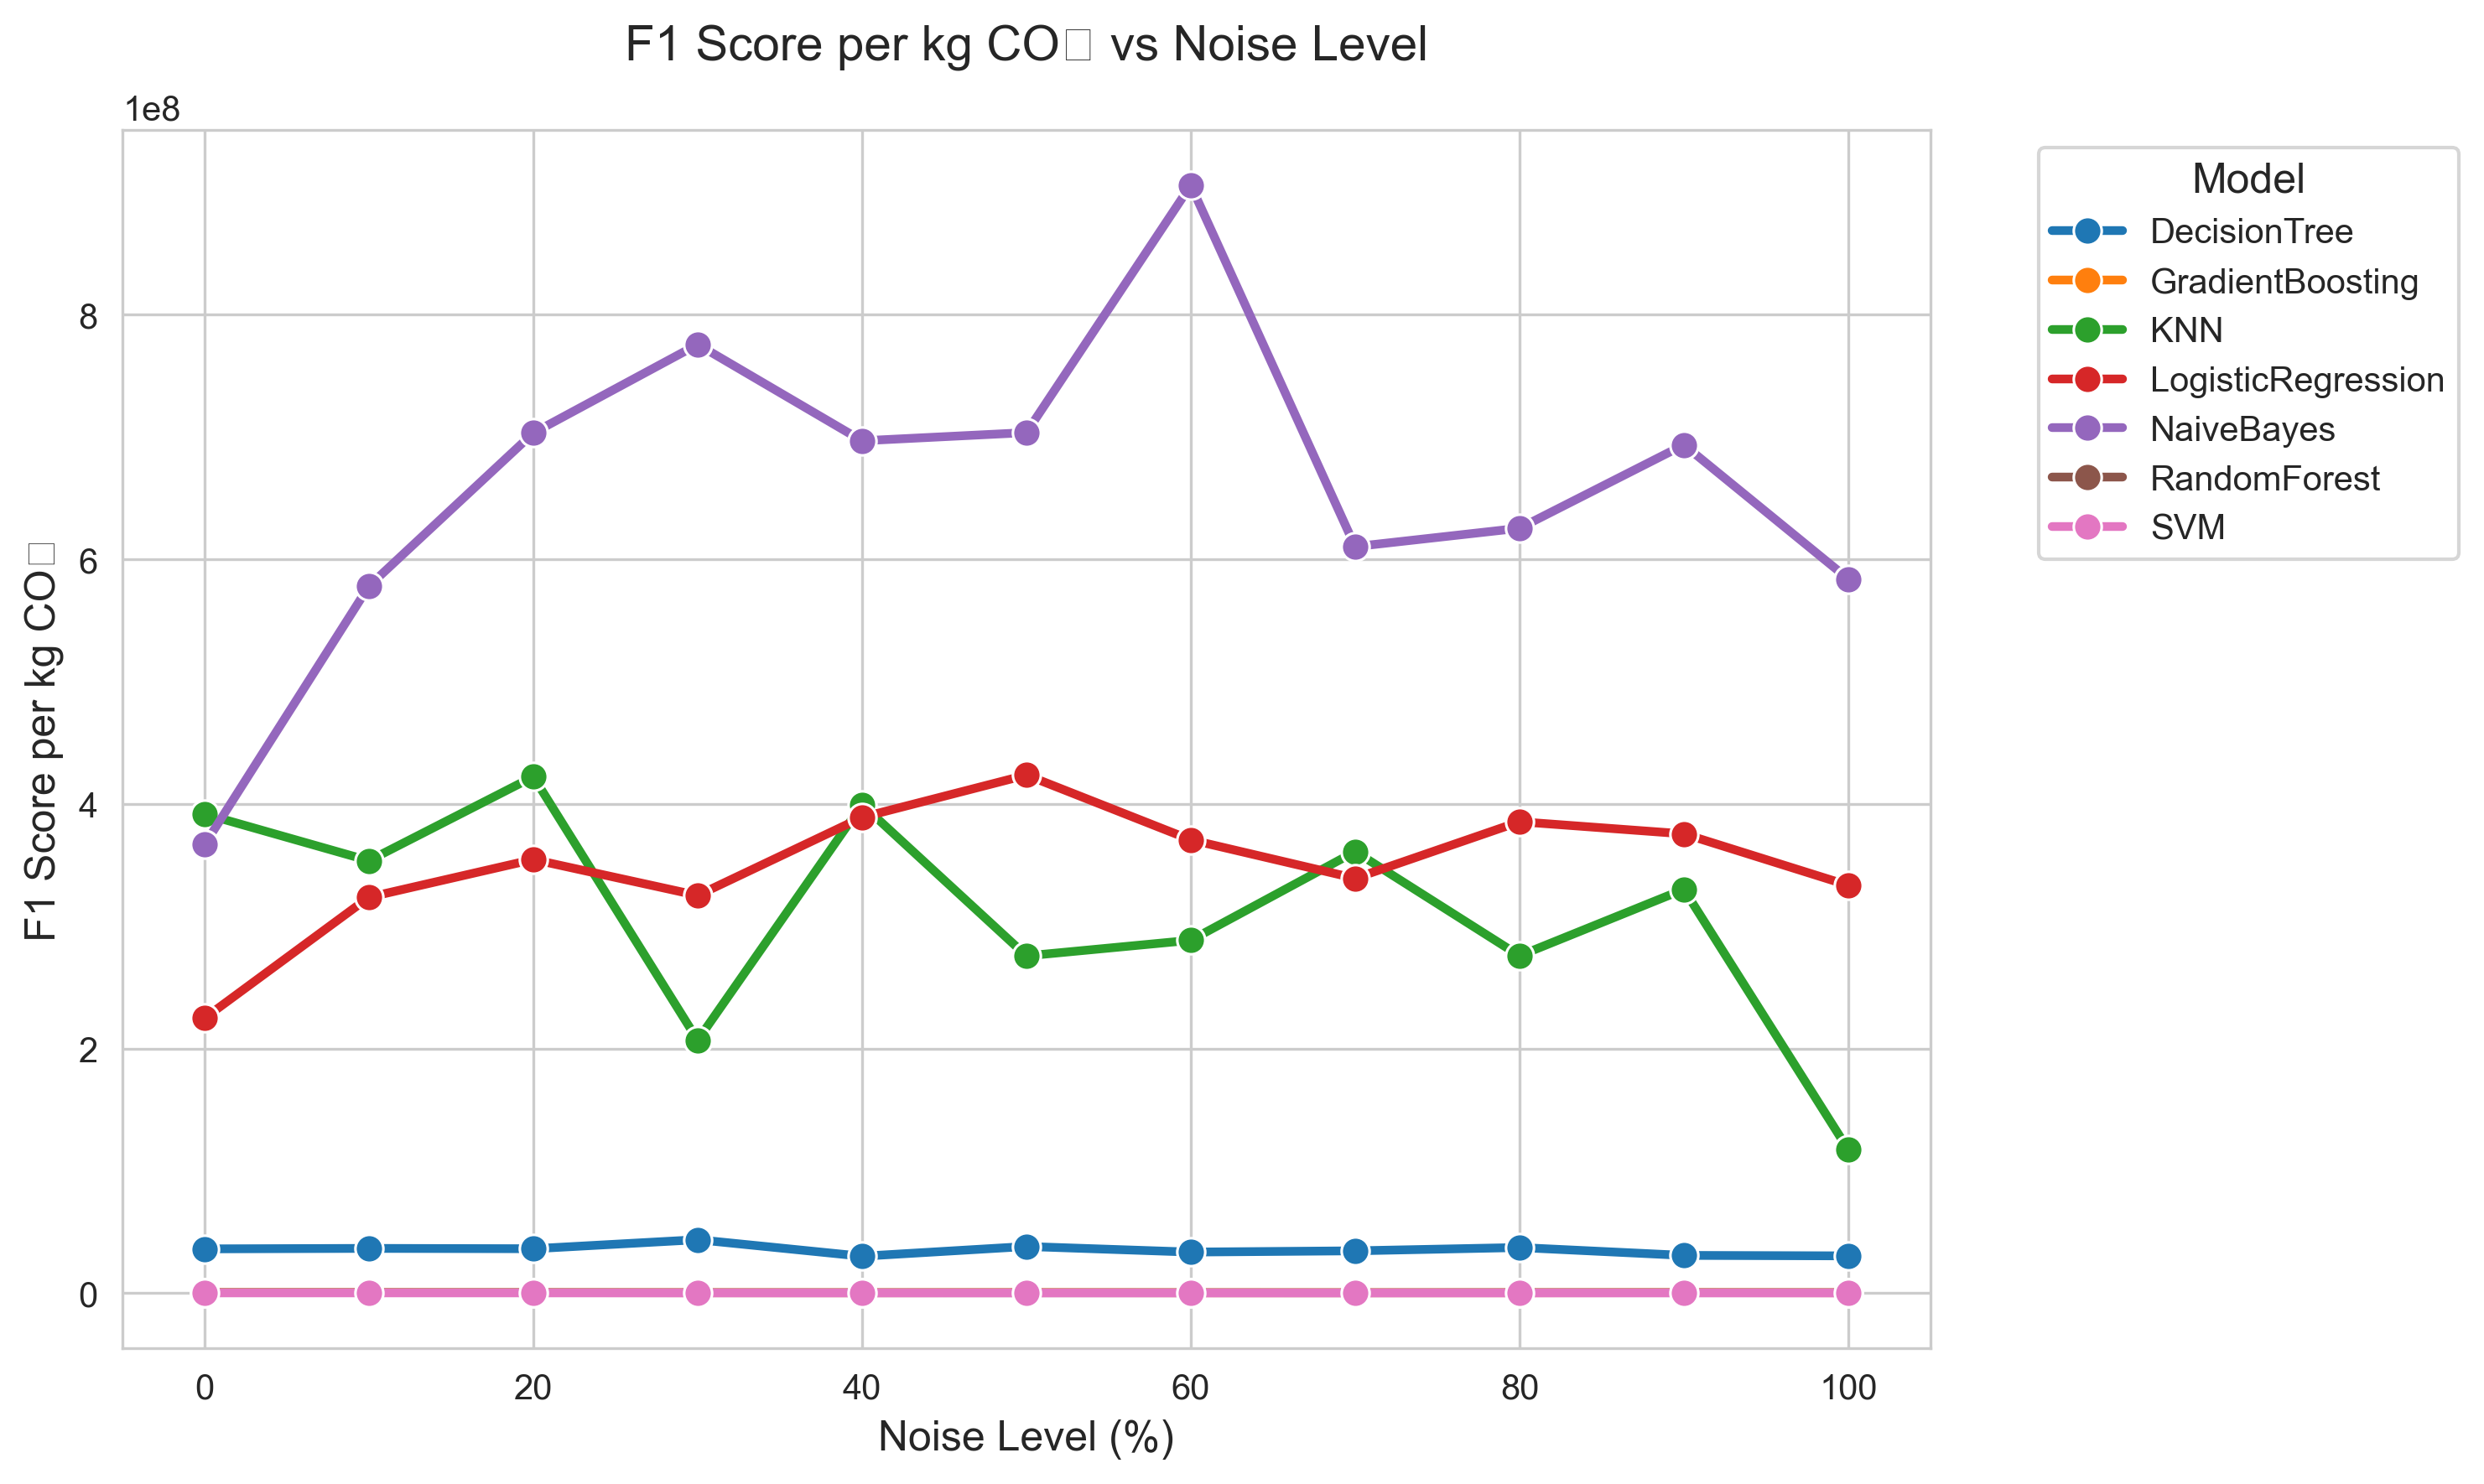 F1 Score per kg CO□ vs Noise Level
1e8
8
6
4
2
0
F1 Score per kg CO□
0 20 40 60 80 100
Noise Level (%)
Model
DecisionTree
GradientBoosting
KNN
LogisticRegression
NaiveBayes
RandomForest
SVM